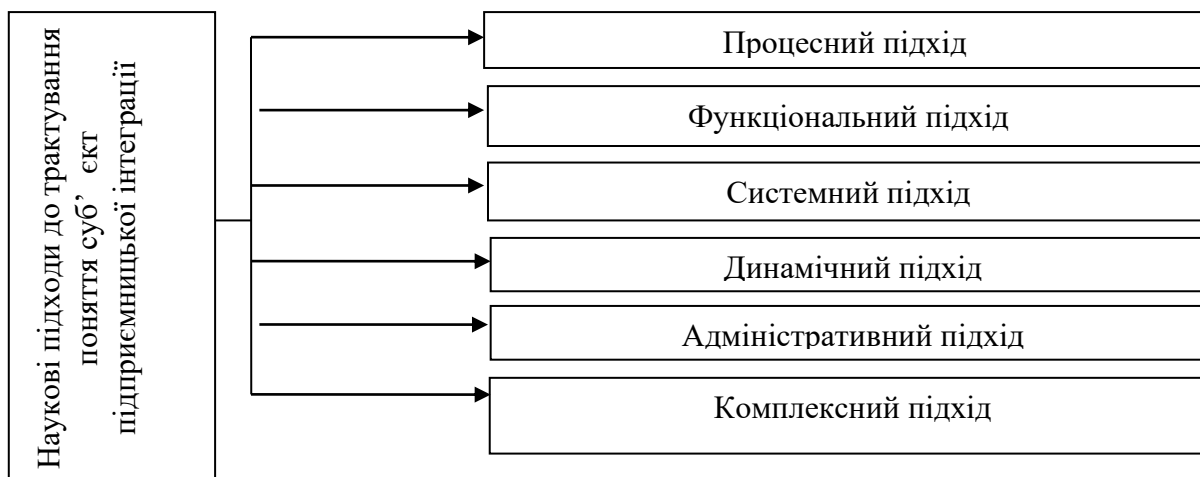 Наукові підходи до трактування
поняття суб’ єкт
підприємницької інтеграції
Процесний підхід
Функціональний підхід
Системний підхід
Динамічний підхід
Адміністративний підхід
Комплексний підхід